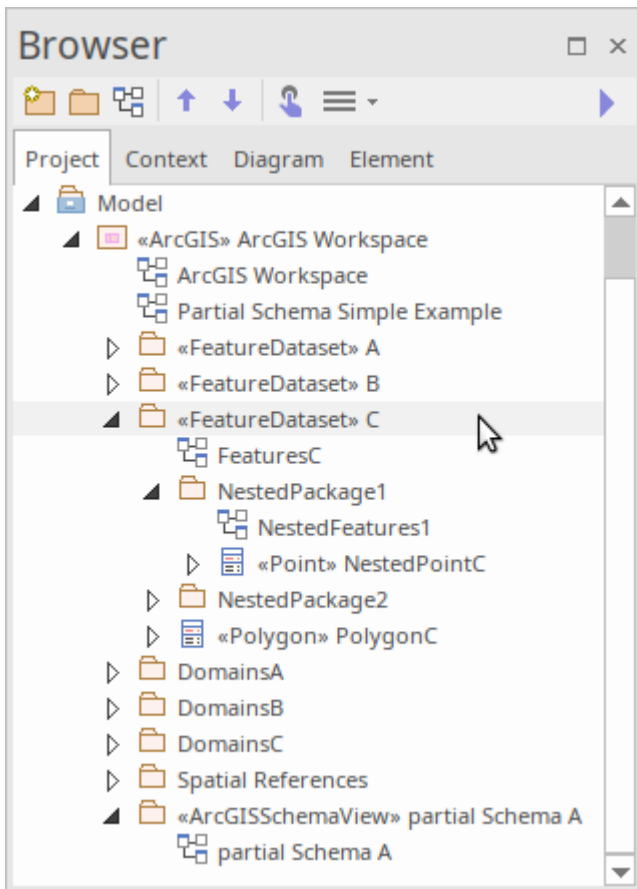 Browser
Project Context Diagram Element
Model
«ArcGIS» ArcGIS Workspace
ArcGIS Workspace
Partial Schema Simple Example
«FeatureDataset» A
«FeatureDataset» B
«FeatureDataset» C
FeaturesC
NestedPackage1
NestedFeatures1
«Point» NestedPointC
NestedPackage2
«Polygon» PolygonC
DomainsA
DomainsB
DomainsC
Spatial References
«ArcGISSchemaView» partial Schema A
partial Schema A